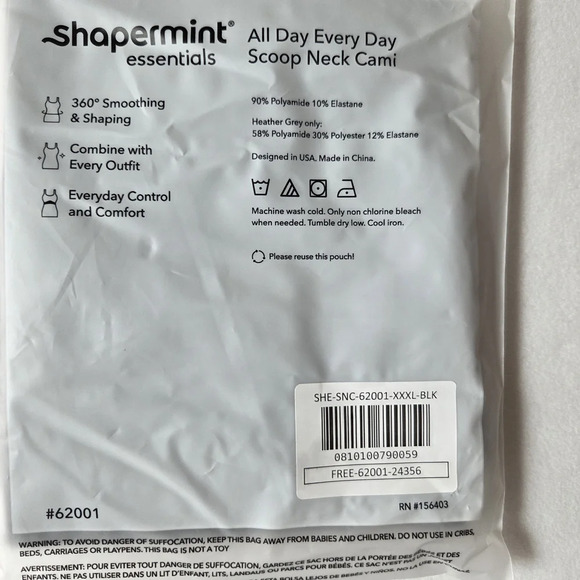 shapermint®
essentials
All Day Every Day
Scoop Neck Cami
360° Smoothing
& Shaping
Combine with
Every Outfit
Everyday Control
and Comfort
90% Polyamide 10% Elastane
Heather Grey only:
58% Polyamide 30% Polyester 12% Elastane
Designed in USA. Made in China.
Machine wash cold. Only non chlorine bleach
when needed. Tumble dry low. Cool iron.
Please reuse this pouch!
SHE-SNC-62001-XXXL-BLK
0810100790059
FREE-62001-24356
#62001
RN #156403
WARNING: TO AVOID DANGER OF SUFFOCATION, KEEP THIS BAG AWAY FROM BABIES AND CHILDREN. DO NOT USE IN CRIBS,
BEDS, CARRIAGES OR PLAYPENS. THIS BAG IS NOT A TOY
AVERTISSEMENT: POUR EVITER TOUT DANGER DE SUFFOCATION, GARDEZ CE SAC HORS DE LA PORTÉE DES ET DES
ENFANTS. NE PAS UTILISER DANS UN LIT D'ENFANT, LITS, LANDAUS OU PARCS POUR BÉBÉS. CE SAC N'EST
BOLSA LEJOS DE